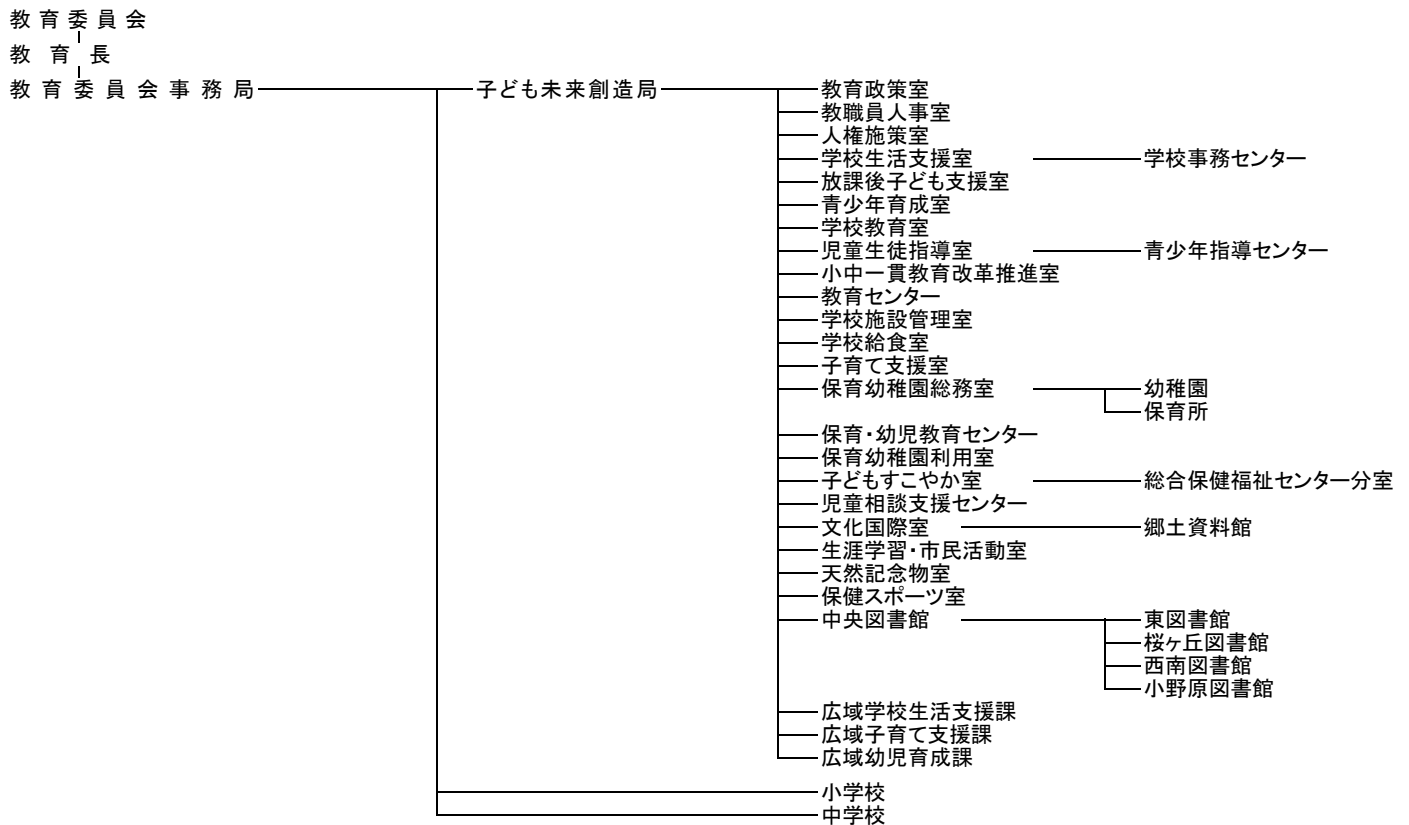 教育委員会
教育長
教育委員会事務局 子ども未来創造局 教育政策室
教職員人事室
人権施策室
学校生活支援室 学校事務センター
放課後子ども支援室
青少年育成室
学校教育室
児童生徒指導室 青少年指導センター
小中一貫教育改革推進室
教育センター
学校施設管理室
学校給食室
子育て支援室
保育幼稚園総務室 幼稚園
保育所
保育・幼児教育センター
保育幼稚園利用室
子どもすこやか室 総合保健福祉センター分室
児童相談支援センター
文化国際室 郷土資料館
生涯学習・市民活動室
天然記念物室
保健スポーツ室
中央図書館 東図書館
桜ヶ丘図書館
西南図書館
小野原図書館
広域学校生活支援課
広域子育て支援課
広域幼児育成課
小学校
中学校